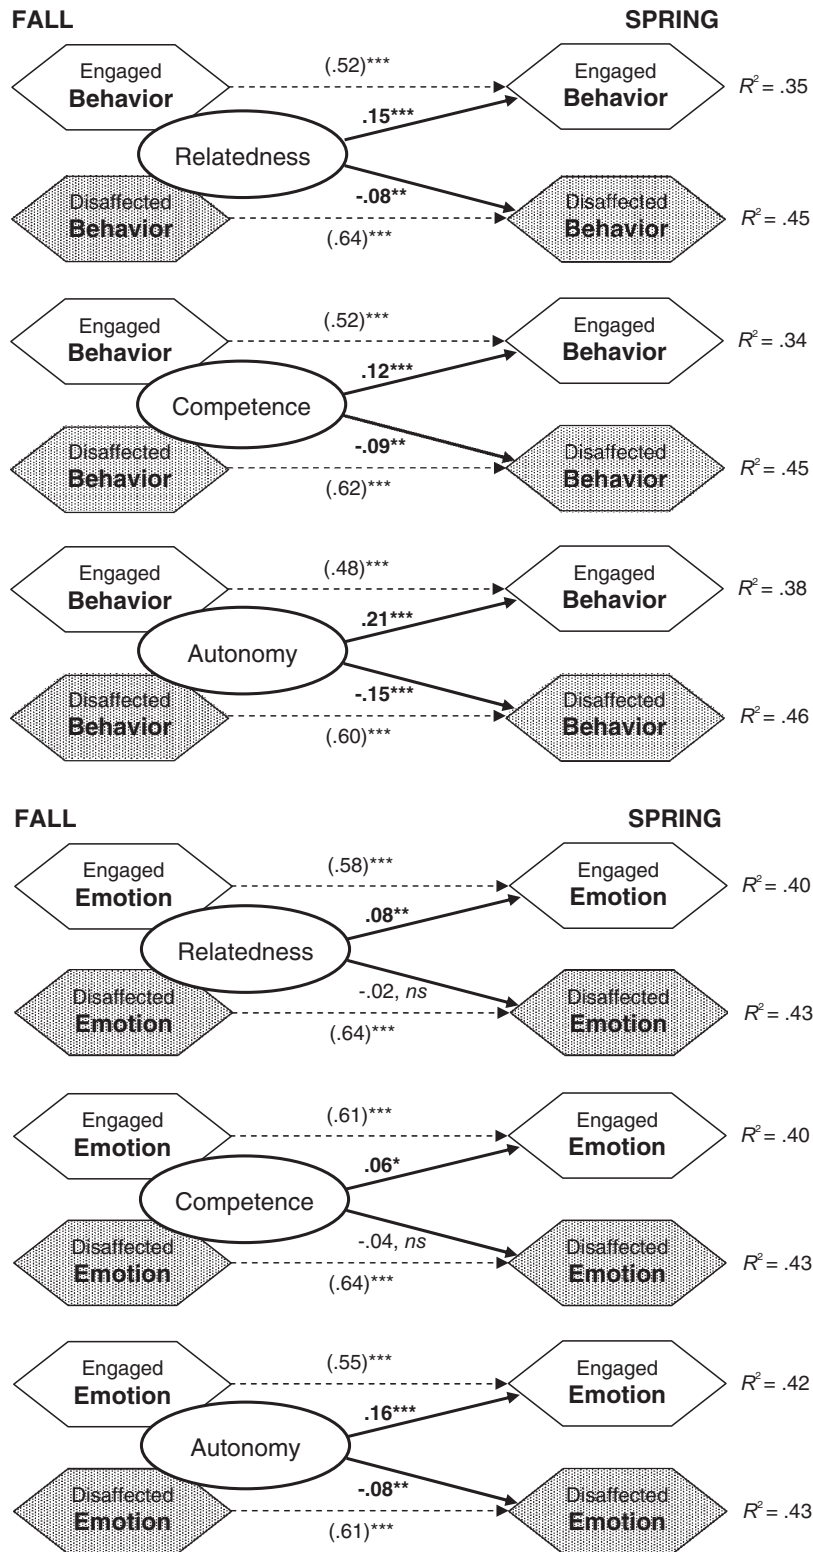 FALL SPRING
Engaged (.52)*** Engaged
Behavior Behavior R² = .35
.15***
Relatedness
Disaffected -.08** Disaffected
Behavior Behavior R² = .45
(.64)***
Engaged (.52)*** Engaged
Behavior Behavior R² = .34
.12***
Competence
Disaffected -.09** Disaffected
Behavior Behavior R² = .45
(.62)***
Engaged (.48)*** Engaged
Behavior Behavior R² = .38
.21***
Autonomy
Disaffected -.15*** Disaffected
Behavior Behavior R² = .46
(.60)***
FALL SPRING
Engaged (.58)*** Engaged
Emotion Emotion R² = .40
.08**
Relatedness
Disaffected -.02, ns Disaffected
Emotion Emotion R² = .43
(.64)***
Engaged (.61)*** Engaged
Emotion Emotion R² = .40
.06*
Competence
Disaffected -.04, ns Disaffected
Emotion Emotion R² = .43
(.64)***
Engaged (.55)*** Engaged
Emotion Emotion R² = .42
.16***
Autonomy
Disaffected -.08** Disaffected
Emotion Emotion R² = .43
(.61)***